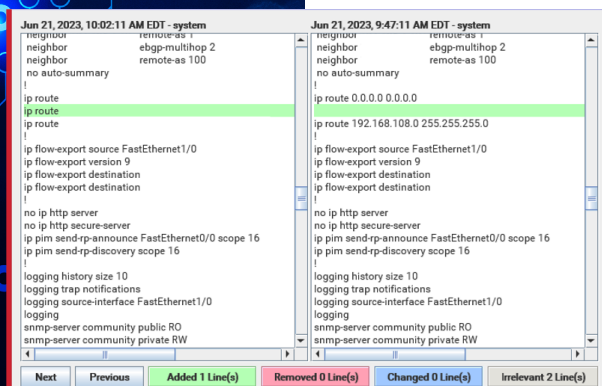 Jun 21, 2023, 10:02:11 AM EDT - system
neighbor remote-as 1
neighbor ebgp-multihop 2
neighbor remote-as 100
no auto-summary
!
ip route
ip route
ip route
!
ip flow-export source FastEthernet1/0
ip flow-export version 9
ip flow-export destination
ip flow-export destination
!
no ip http server
no ip http secure-server
ip pim send-rp-announce FastEthernet0/0 scope 16
ip pim send-rp-discovery scope 16
!
logging history size 10
logging trap notifications
logging source-interface FastEthernet1/0
logging
snmp-server community public RO
snmp-server community private RW
Jun 21, 2023, 9:47:11 AM EDT - system
neighbor remote-as 1
neighbor ebgp-multihop 2
neighbor remote-as 100
no auto-summary
!
ip route 0.0.0.0 0.0.0.0
ip route 192.168.108.0 255.255.255.0
!
ip flow-export source FastEthernet1/0
ip flow-export version 9
ip flow-export destination
ip flow-export destination
!
no ip http server
no ip http secure-server
ip pim send-rp-announce FastEthernet0/0 scope 16
ip pim send-rp-discovery scope 16
!
logging history size 10
logging trap notifications
logging source-interface FastEthernet1/0
logging
snmp-server community public RO
snmp-server community private RW
Next Previous Added 1 Line(s) Removed 0 Line(s) Changed 0 Line(s) Irrelevant 2 Line(s)